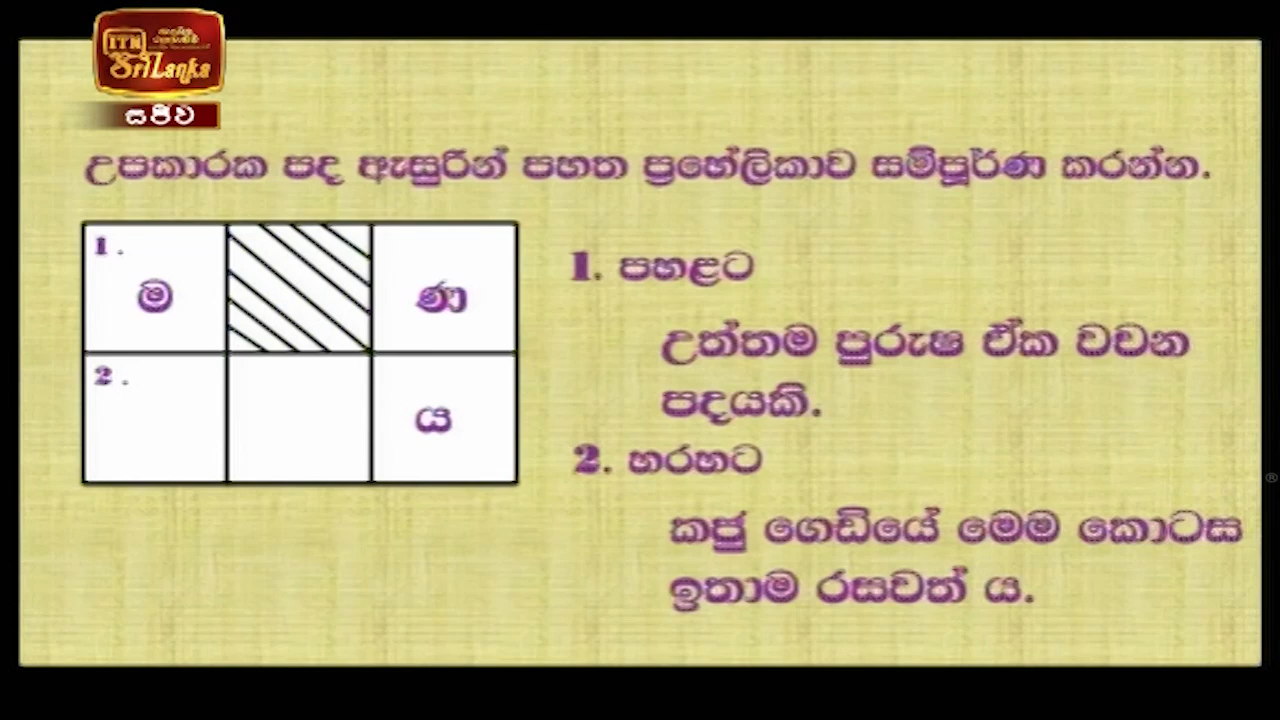 ITN
Sri Lanka
සජීව
උපකාරක පද ඇසුරින් පහත ප්‍රහේලිකාව සම්පූර්ණ කරන්න.
1.
ම
ණ
2.
ය
1. පහළට
උත්තම පුරුෂ ඒක වචන
පදයකි.
2. හරහට
කජු ගෙඩියේ මෙම කොටස
ඉතාම රසවත් ය.
®